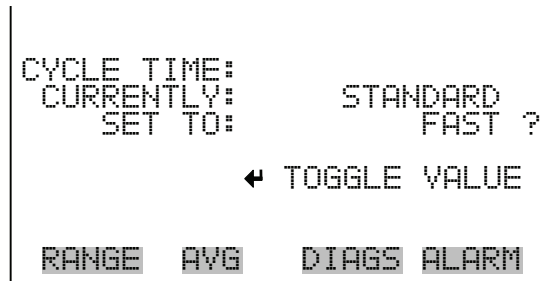 CYCLE TIME:
CURRENTLY: STANDARD
SET TO: FAST ?
↵ TOGGLE VALUE
RANGE AVG DIAGS ALARM